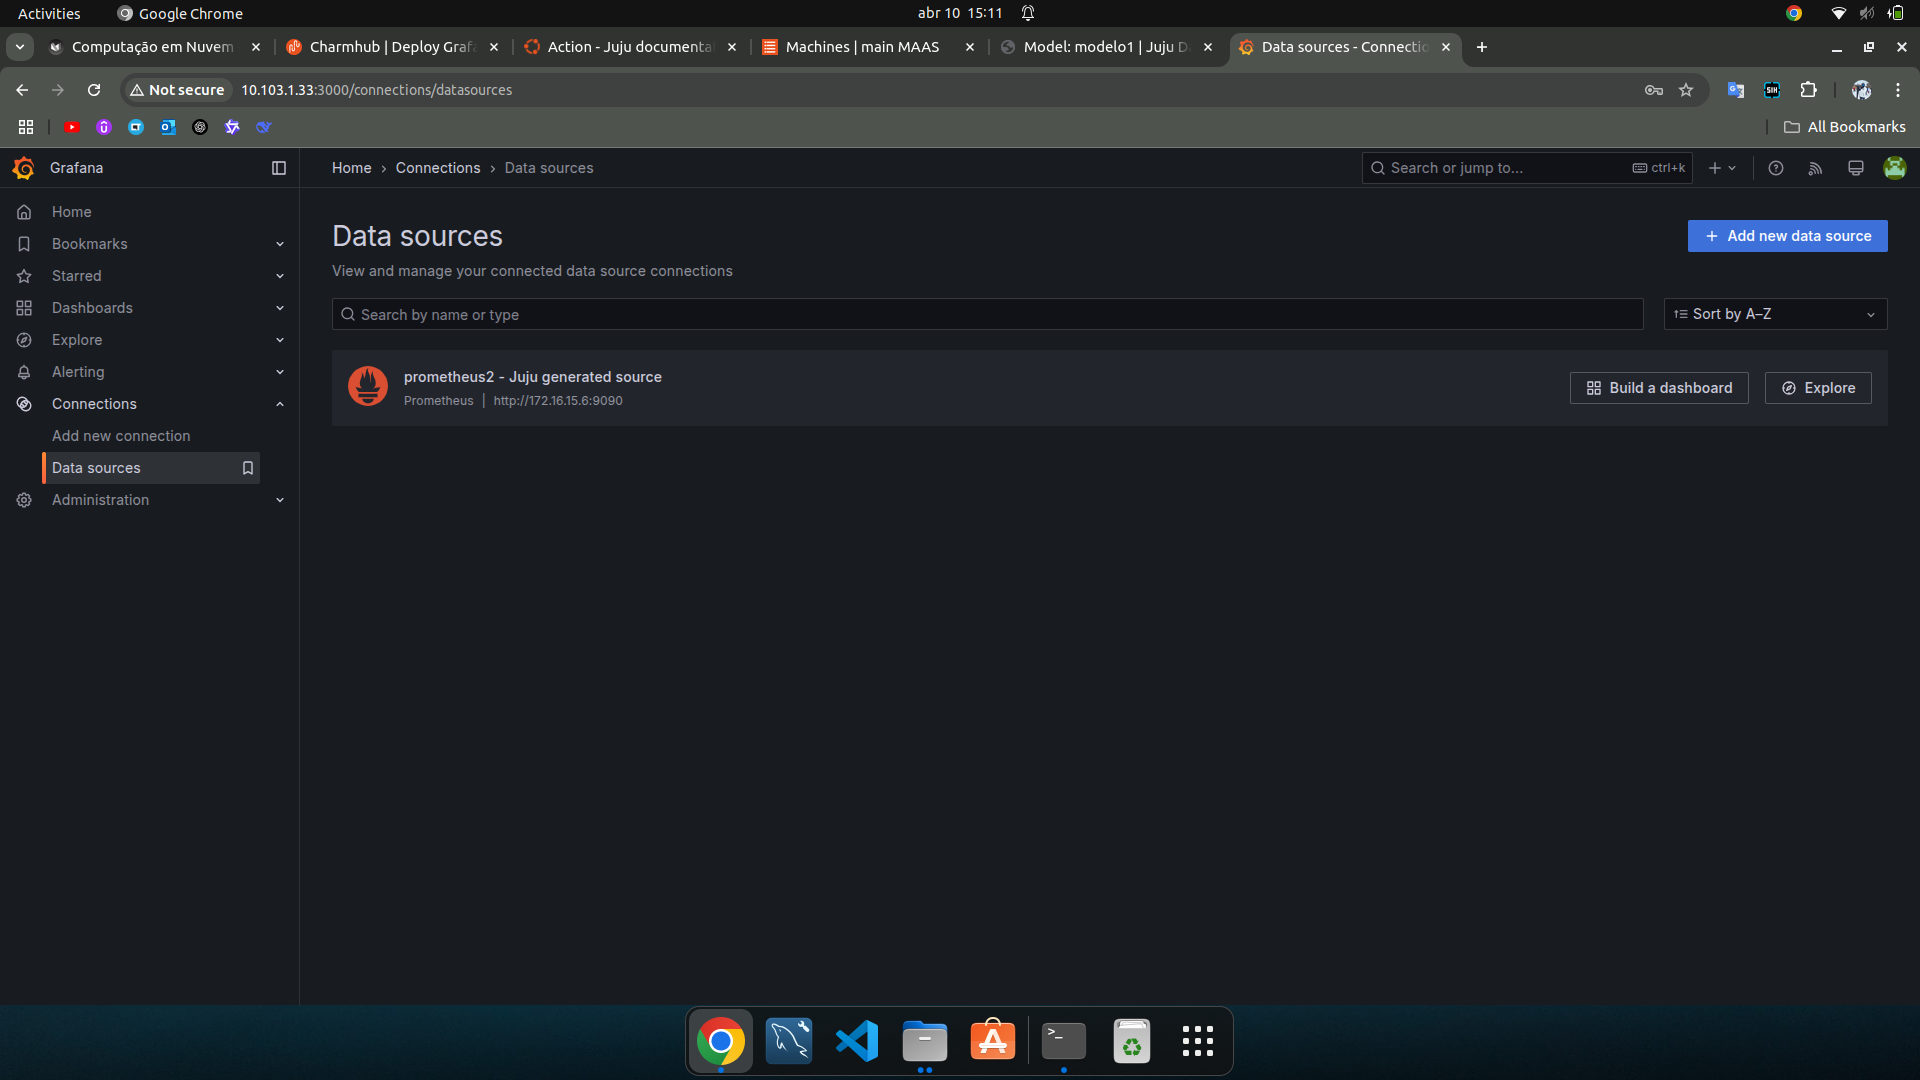 Activities
Google Chrome
abr 10 15:11
Computação em Nuvem
Charmhub | Deploy Grafa
Action - Juju documenta
Machines | main MAAS
Model: modelo1 | Juju D
Data sources - Connectio
Not secure
10.103.1.33:3000/connections/datasources
SIH
All Bookmarks
Grafana
Home › Connections › Data sources
Search or jump to...
ctrl+k
Home
Bookmarks
Starred
Dashboards
Explore
Alerting
Connections
Add new connection
Data sources
Administration
Data sources
Add new data source
View and manage your connected data source connections
Search by name or type
Sort by A–Z
prometheus2 - Juju generated source
Prometheus | http://172.16.15.6:9090
Build a dashboard
Explore